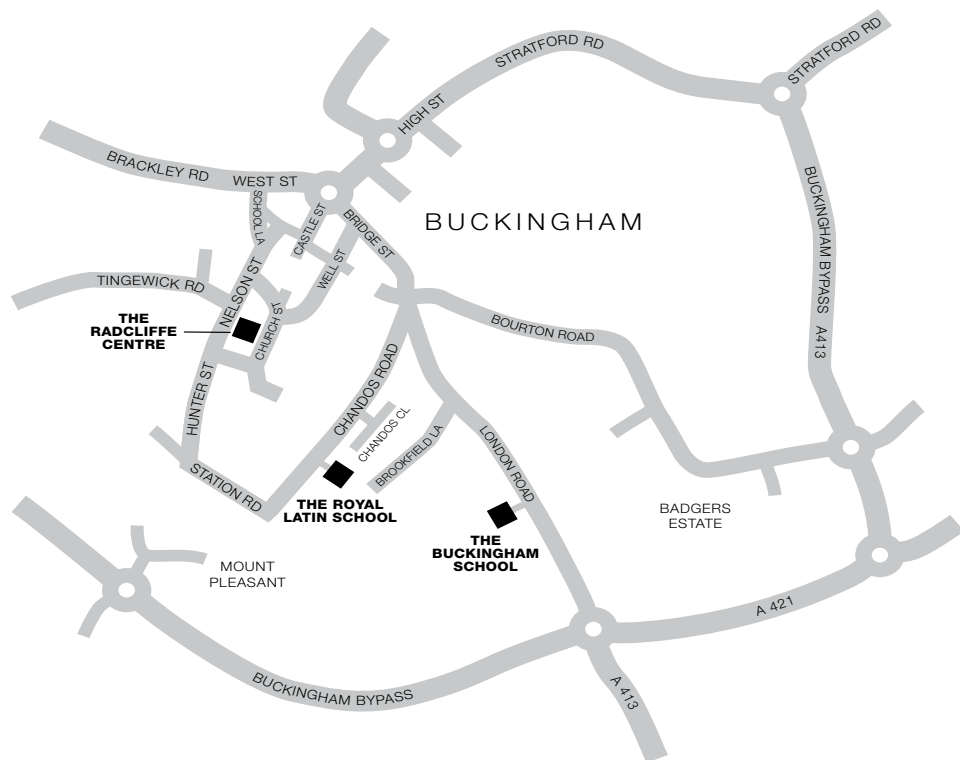 STRATFORD RD
STRATFORD RD
HIGH ST
BRACKLEY RD
WEST ST
SCHOOL LA
CASTLE ST
BRIDGE ST
BUCKINGHAM
BUCKINGHAM BYPASS A413
WELL ST
NELSON ST
TINGEWICK RD
THE
RADCLIFFE
CENTRE
CHURCH ST
BOURTON ROAD
HUNTER ST
CHANDOS ROAD
CHANDOS CL
BROOKFIELD LA
LONDON ROAD
STATION RD
THE ROYAL
LATIN SCHOOL
BADGERS
ESTATE
THE
BUCKINGHAM
SCHOOL
MOUNT
PLEASANT
A 421
BUCKINGHAM BYPASS
A 413